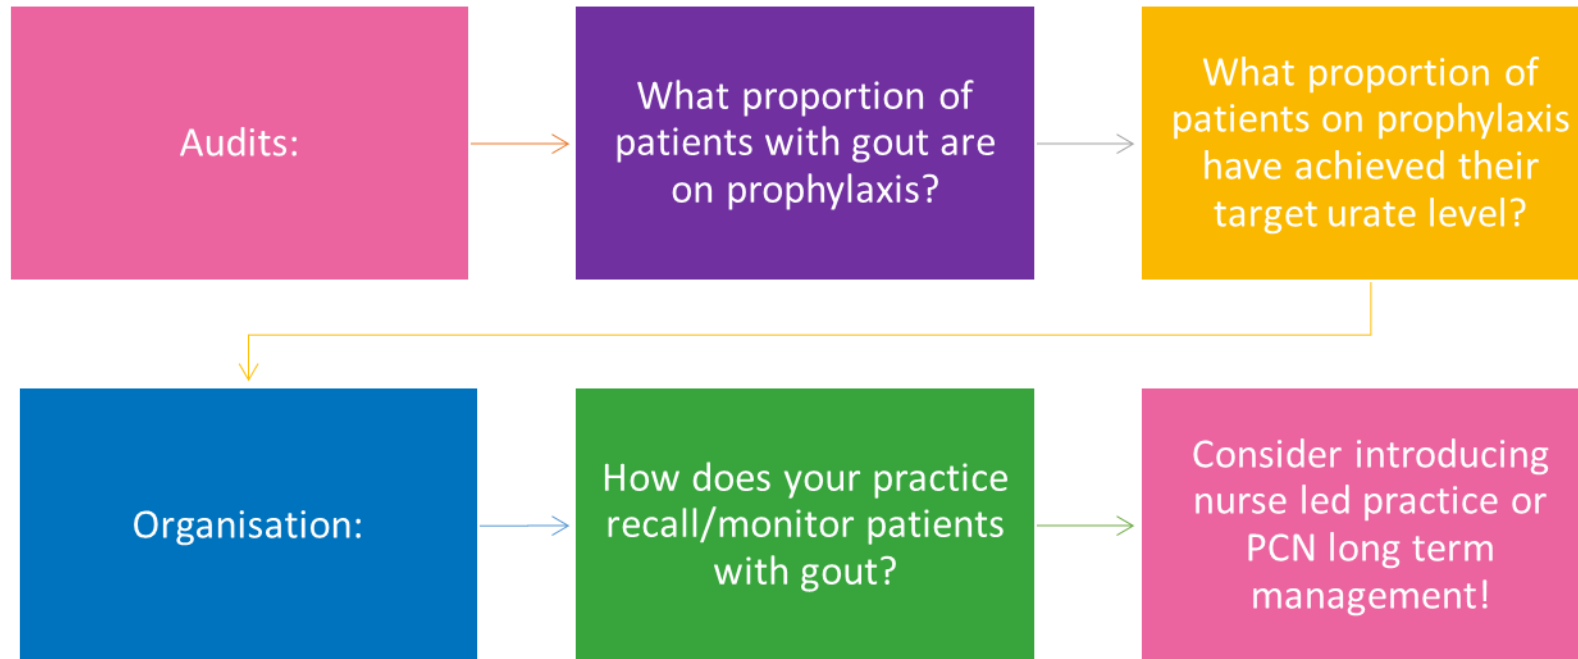 Audits:
What proportion of
patients with gout are
on prophylaxis?
What proportion of
patients on prophylaxis
have achieved their
target urate level?
Organisation:
How does your practice
recall/monitor patients
with gout?
Consider introducing
nurse led practice or
PCN long term
management!